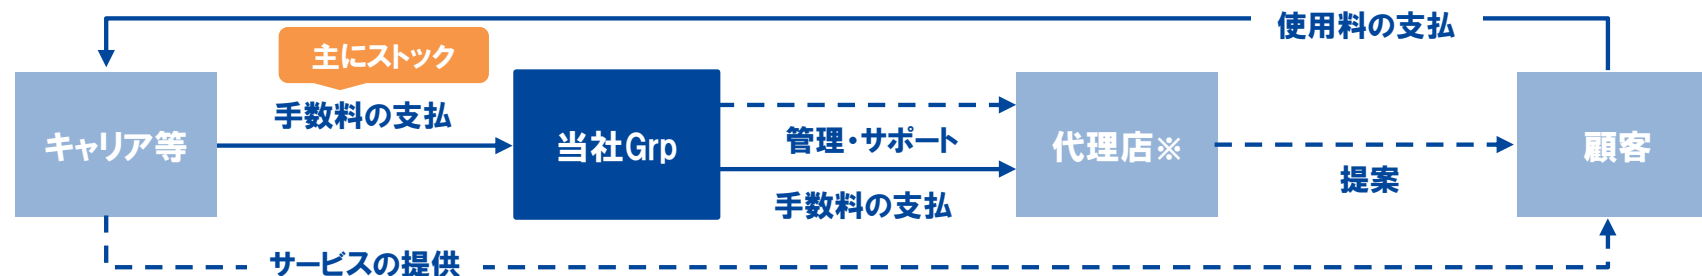 使用料の支払
主にストック
手数料の支払
キャリア等
当社Grp
管理・サポート
手数料の支払
代理店※
提案
顧客
サービスの提供